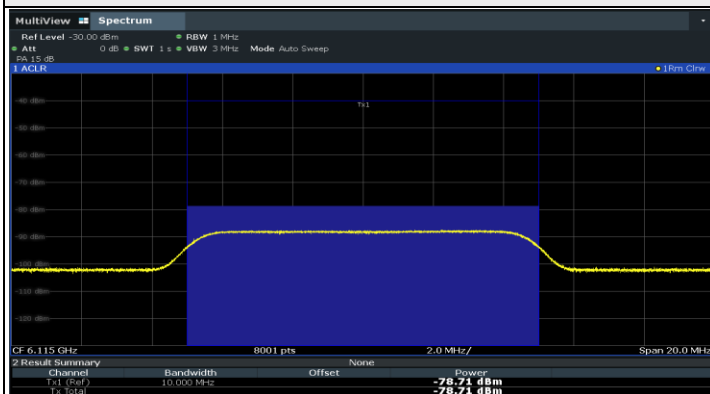 MultiView Spectrum
Ref Level -30.00 dBm RBW 1 MHz
Att 0 dB SWT 1 s VBW 3 MHz Mode Auto Sweep
PA 15 dB
1 ACLR 1Rm Clrw
Tx1
-40 dBm
-50 dBm
-60 dBm
-70 dBm
-80 dBm
-90 dBm
-100 dBm
-110 dBm
-120 dBm
CF 6.115 GHz 8001 pts 2.0 MHz/ Span 20.0 MHz
2 Result Summary None
Channel Bandwidth Offset Power
Tx1 (Ref) 10.000 MHz -78.71 dBm
Tx Total -78.71 dBm